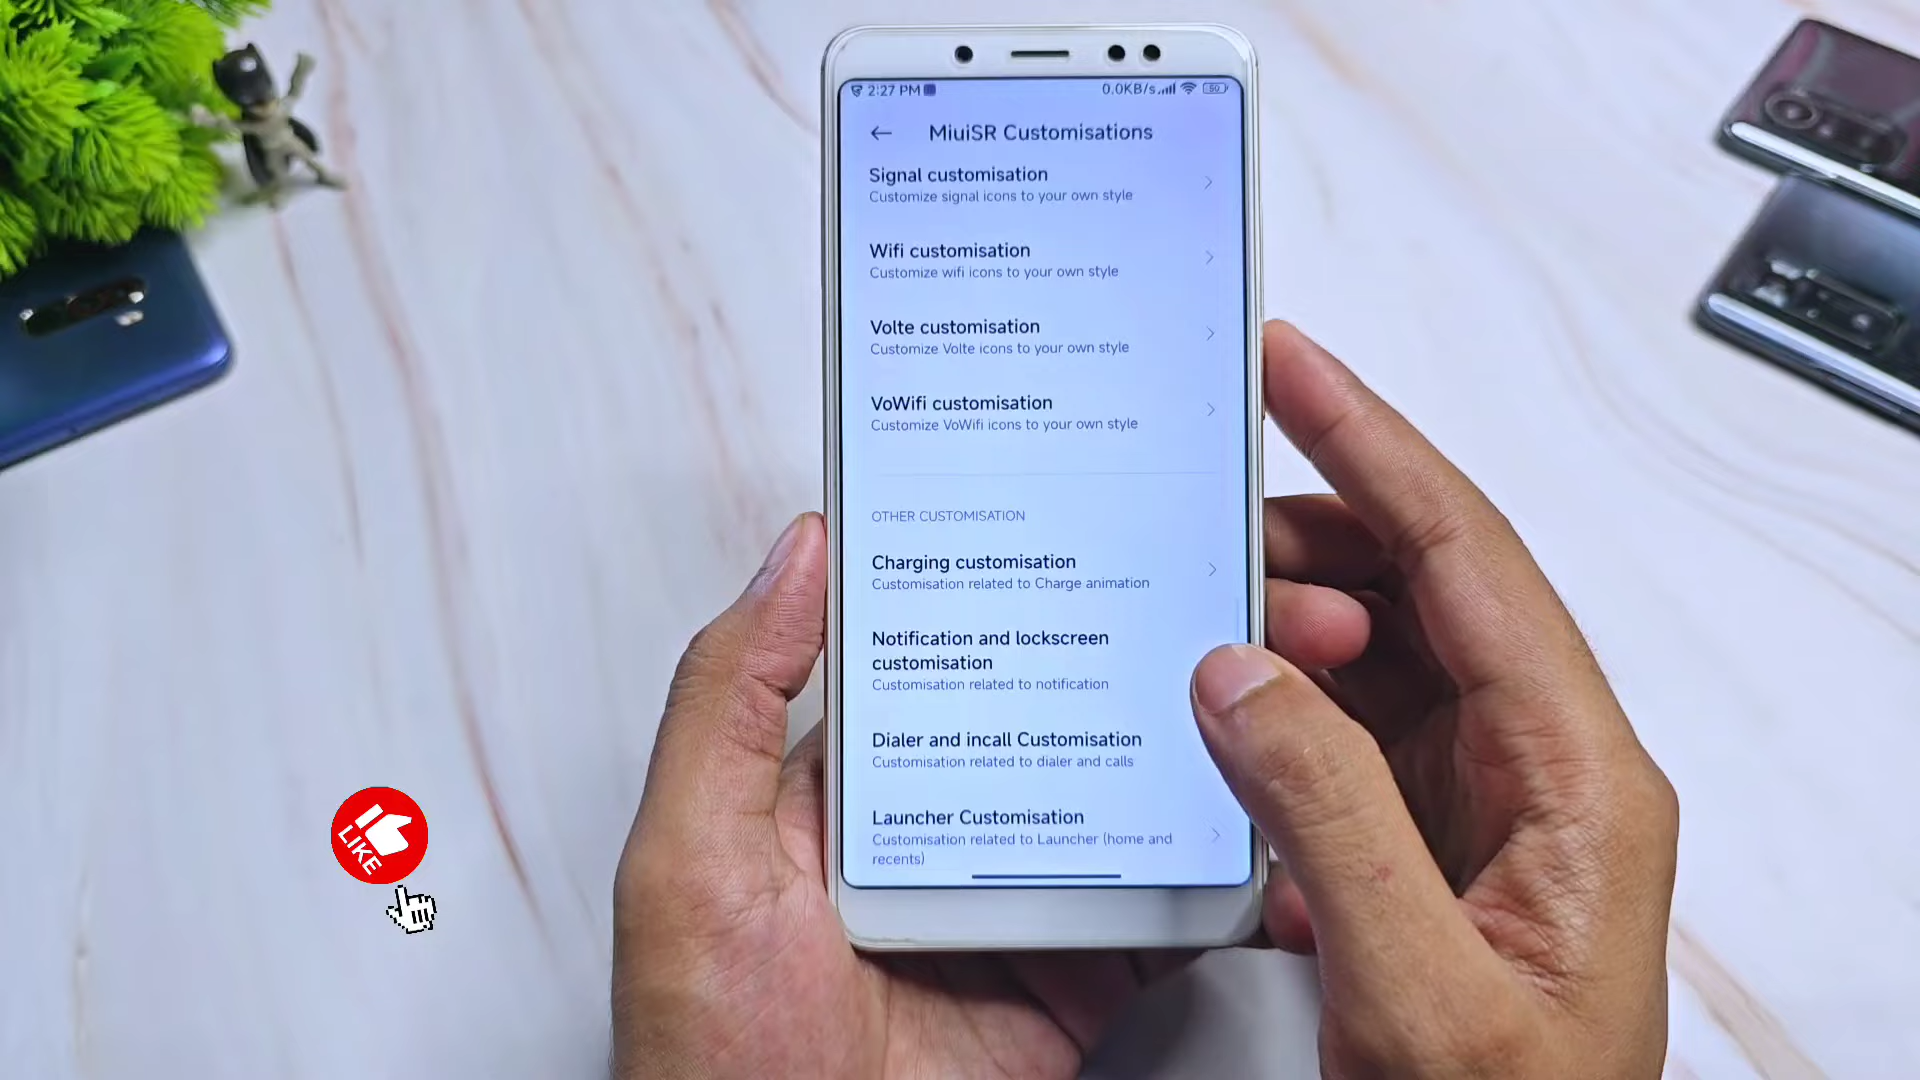 2:27 PM
0.0KB/s
50
MiuiSR Customisations
Signal customisation
Customize signal icons to your own style
Wifi customisation
Customize wifi icons to your own style
Volte customisation
Customize Volte icons to your own style
VoWifi customisation
Customize VoWifi icons to your own style
OTHER CUSTOMISATION
Charging customisation
Customisation related to Charge animation
Notification and lockscreen
customisation
Customisation related to notification
Dialer and incall Customisation
Customisation related to dialer and calls
Launcher Customisation
Customisation related to Launcher (home and
recents)
LIKE